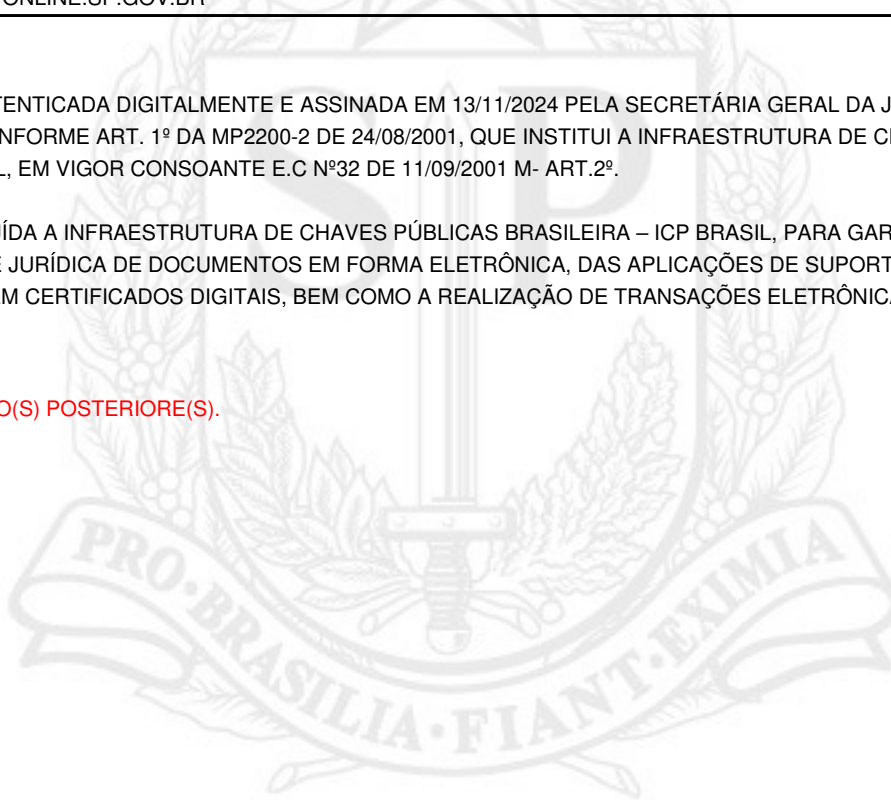 ONLINE.SP.GOV.BR
TENTICADA DIGITALMENTE E ASSINADA EM 13/11/2024 PELA SECRETÁRIA GERAL DA J
NFORME ART. 1º DA MP2200-2 DE 24/08/2001, QUE INSTITUI A INFRAESTRUTURA DE C
L, EM VIGOR CONSOANTE E.C Nº32 DE 11/09/2001 M- ART.2º.
ÍDA A INFRAESTRUTURA DE CHAVES PÚBLICAS BRASILEIRA – ICP BRASIL, PARA GAR
E JURÍDICA DE DOCUMENTOS EM FORMA ELETRÔNICA, DAS APLICAÇÕES DE SUPORT
EM CERTIFICADOS DIGITAIS, BEM COMO A REALIZAÇÃO DE TRANSAÇÕES ELETRÔNICA
O(S) POSTERIORE(S).
SP
PRO·BRASILIA·FIANT·EXIMIA